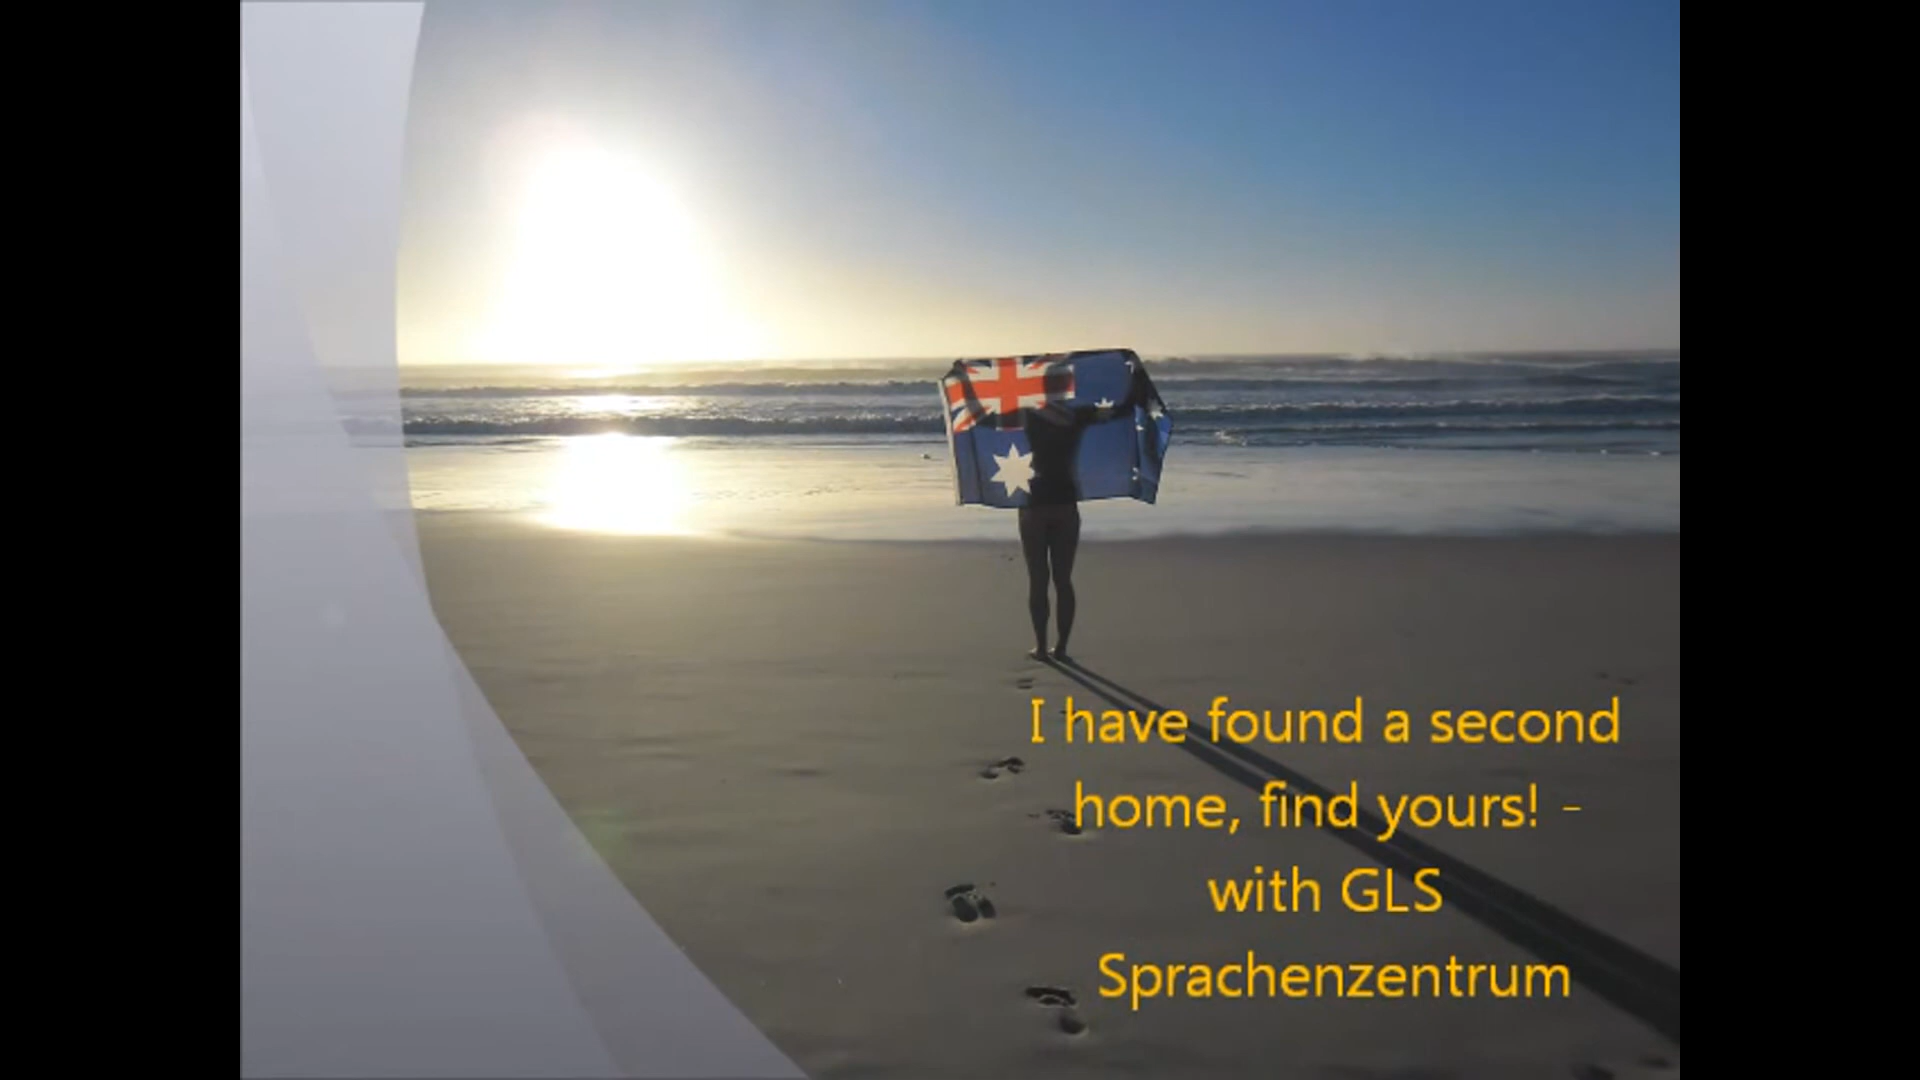 I have found a second
home, find yours! -
with GLS
Sprachenzentrum